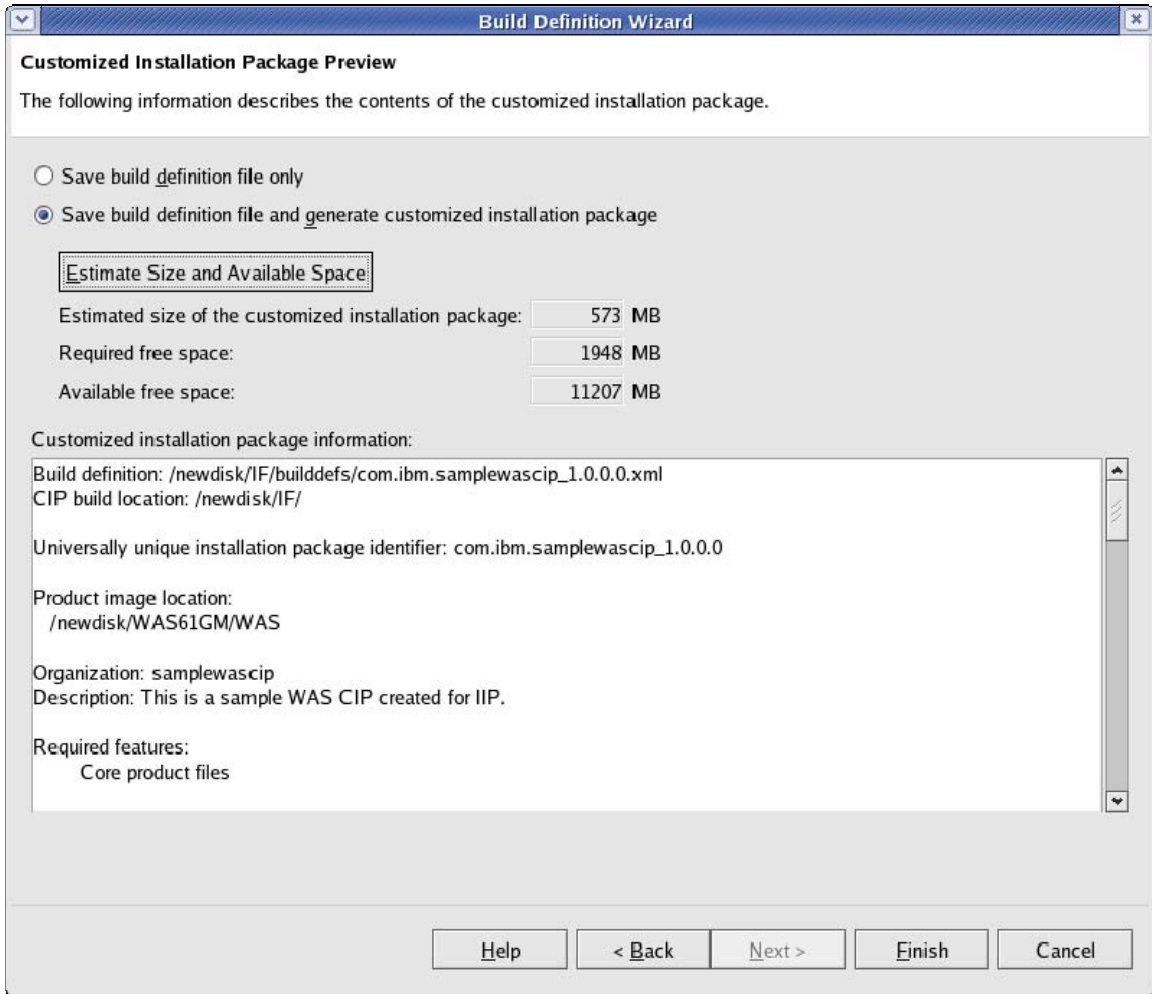 Build Definition Wizard
Customized Installation Package Preview
The following information describes the contents of the customized installation package.
Save build definition file only
Save build definition file and generate customized installation package
Estimate Size and Available Space
Estimated size of the customized installation package: 573 MB
Required free space: 1948 MB
Available free space: 11207 MB
Customized installation package information:
Build definition: /newdisk/IF/builddefs/com.ibm.samplewascip_1.0.0.0.xml
CIP build location: /newdisk/IF/
Universally unique installation package identifier: com.ibm.samplewascip_1.0.0.0
Product image location:
/newdisk/WAS61GM/WAS
Organization: samplewascip
Description: This is a sample WAS CIP created for IIP.
Required features:
Core product files
Help < Back Next > Finish Cancel